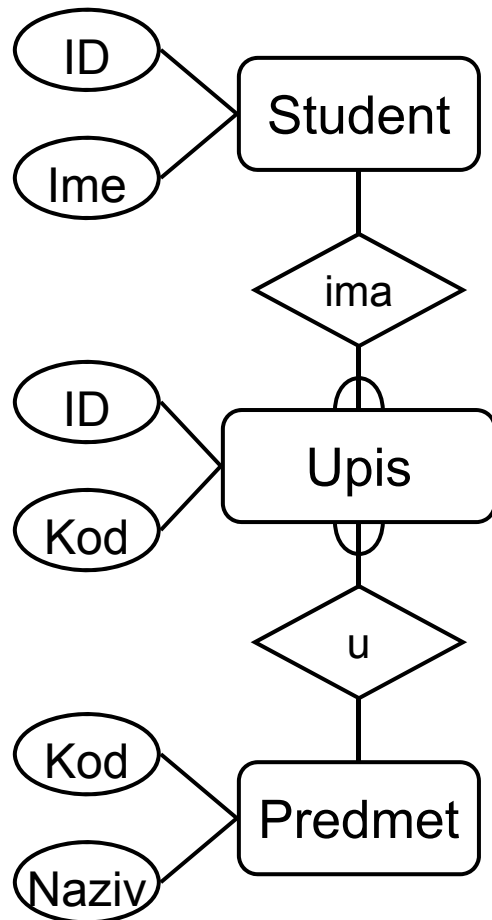 ID
Student
Ime
ima
ID
Upis
Kod
u
Kod
Predmet
Naziv